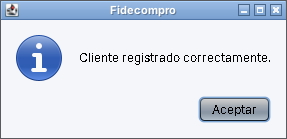 Fidecompro
Cliente registrado correctamente.
Aceptar